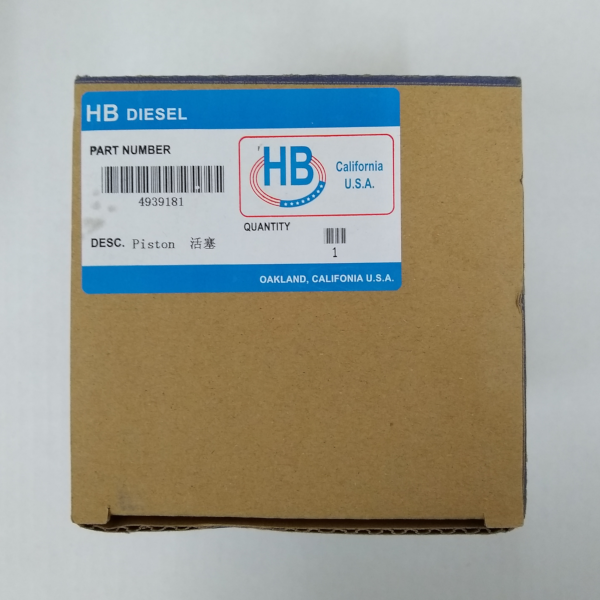 HB DIESEL
PART NUMBER
4939181
HB
California
U.S.A.
QUANTITY
1
DESC. Piston 活塞
OAKLAND, CALIFONIA U.S.A.